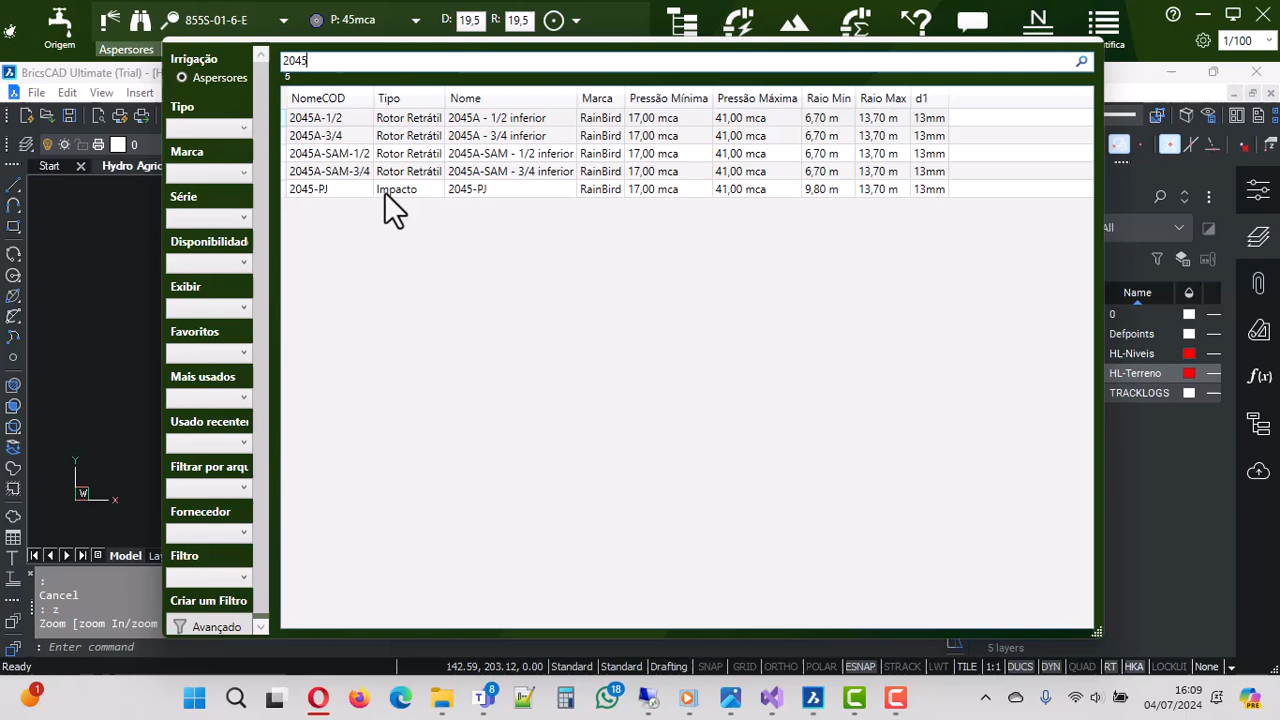 855S-01-6-E
P: 45mca
D: 19,5 R: 19,5
N
1/100
Origem
Aspersores
BricsCAD Ultimate (Trial) - [H
File Edit View Insert
0
Start
Hydro Agric
Irrigação
Aspersores
Tipo
Marca
Série
Disponibilidad
Exibir
Favoritos
Mais usados
Usado recenter
Filtrar por arqu
Fornecedor
Filtro
Criar um Filtro
Avançado
2045
5
NomeCOD Tipo Nome Marca Pressão Mínima Pressão Máxima Raio Min Raio Max d1
2045A-1/2 Rotor Retrátil 2045A - 1/2 inferior RainBird 17,00 mca 41,00 mca 6,70 m 13,70 m 13mm
2045A-3/4 Rotor Retrátil 2045A - 3/4 inferior RainBird 17,00 mca 41,00 mca 6,70 m 13,70 m 13mm
2045A-SAM-1/2 Rotor Retrátil 2045A-SAM - 1/2 inferior RainBird 17,00 mca 41,00 mca 6,70 m 13,70 m 13mm
2045A-SAM-3/4 Rotor Retrátil 2045A-SAM - 3/4 inferior RainBird 17,00 mca 41,00 mca 6,70 m 13,70 m 13mm
2045-PJ Impacto 2045-PJ RainBird 17,00 mca 41,00 mca 9,80 m 13,70 m 13mm
All
Name
0
Defpoints
HL-Niveis
HL-Terreno
TRACKLOGS
f(x)
5 layers
Y
W
X
Model
Lay
:
Cancel
: z
Zoom [zoom In/zoom
: Enter command
Ready
142.59, 203.12, 0.00 Standard Standard Drafting SNAP GRID ORTHO POLAR ESNAP STRACK LWT TILE 1:1 DUCS DYN QUAD RT HKA LOCKUI None
1
8
18
16:09
04/07/2024
PRE